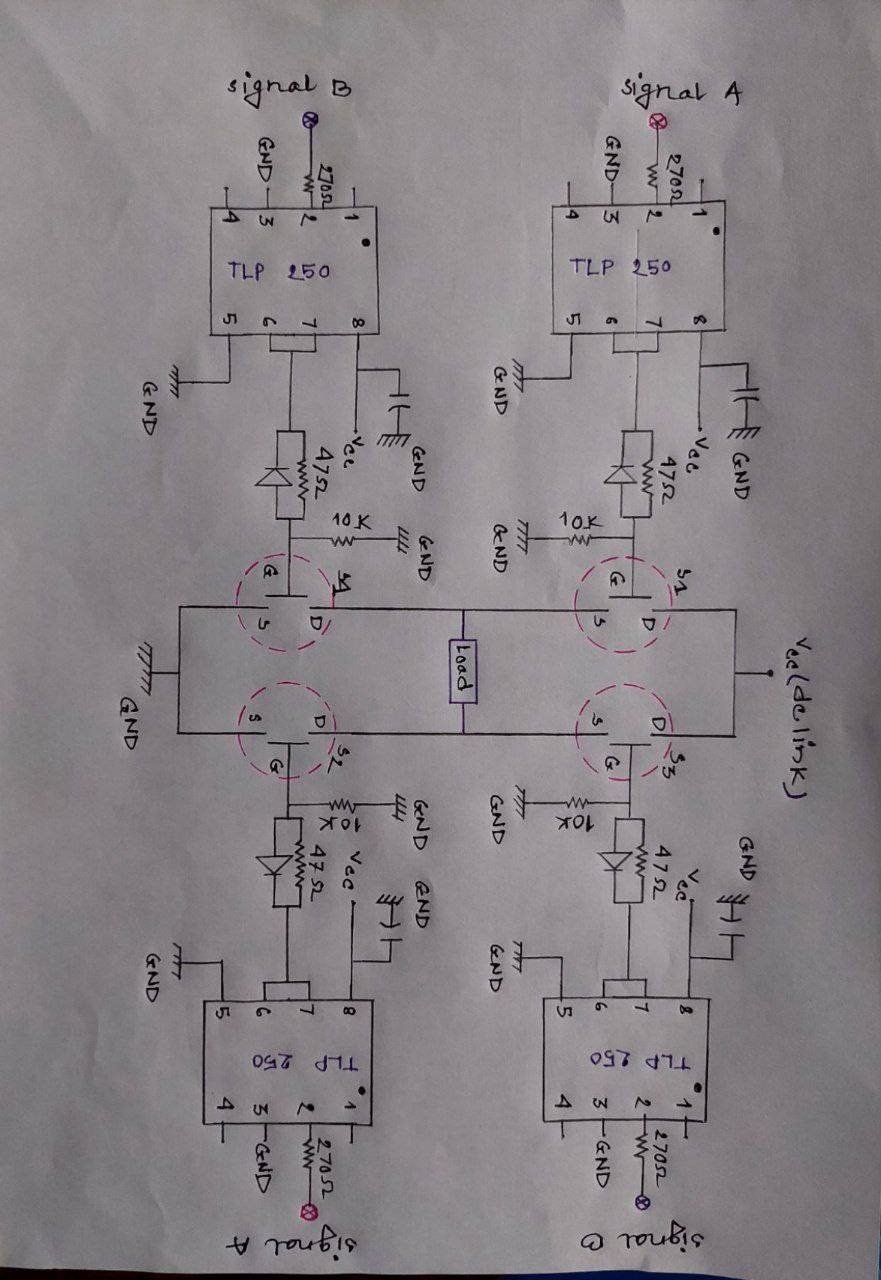 signal B
signal A
GND
270Ω
GND
270Ω
4
3
2
1
4
3
2
1
TLP 250
TLP 250
5
6
7
8
5
6
7
8
GND
Vcc
GND
GND
Vcc
GND
47Ω
47Ω
10K
GND
GND
10K
G
S
D
G
S
D
S1
Load
Vcc (dc link)
GND
S
D
G
S2
S
D
G
S3
10K
GND
GND
10K
47Ω
Vcc
GND
47Ω
Vcc
GND
GND
GND
5
6
7
8
5
6
7
8
TLP
250
TLP
250
4
3
2
1
4
3
2
1
GND
270Ω
GND
270Ω
signal A
signal